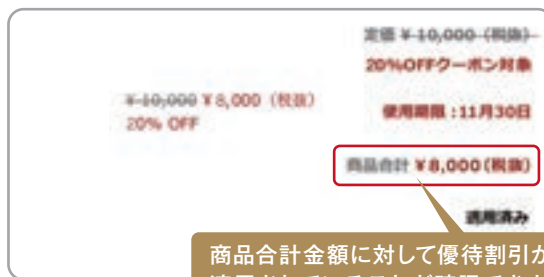 ¥ 10,000 ¥ 8,000（税抜）
20% OFF
定価 ¥ 10,000（税抜）
20%OFFクーポン対象
使用期限 :11月30日
商品合計 ¥8,000(税抜)
適用済み
商品合計金額に対して優待割引が